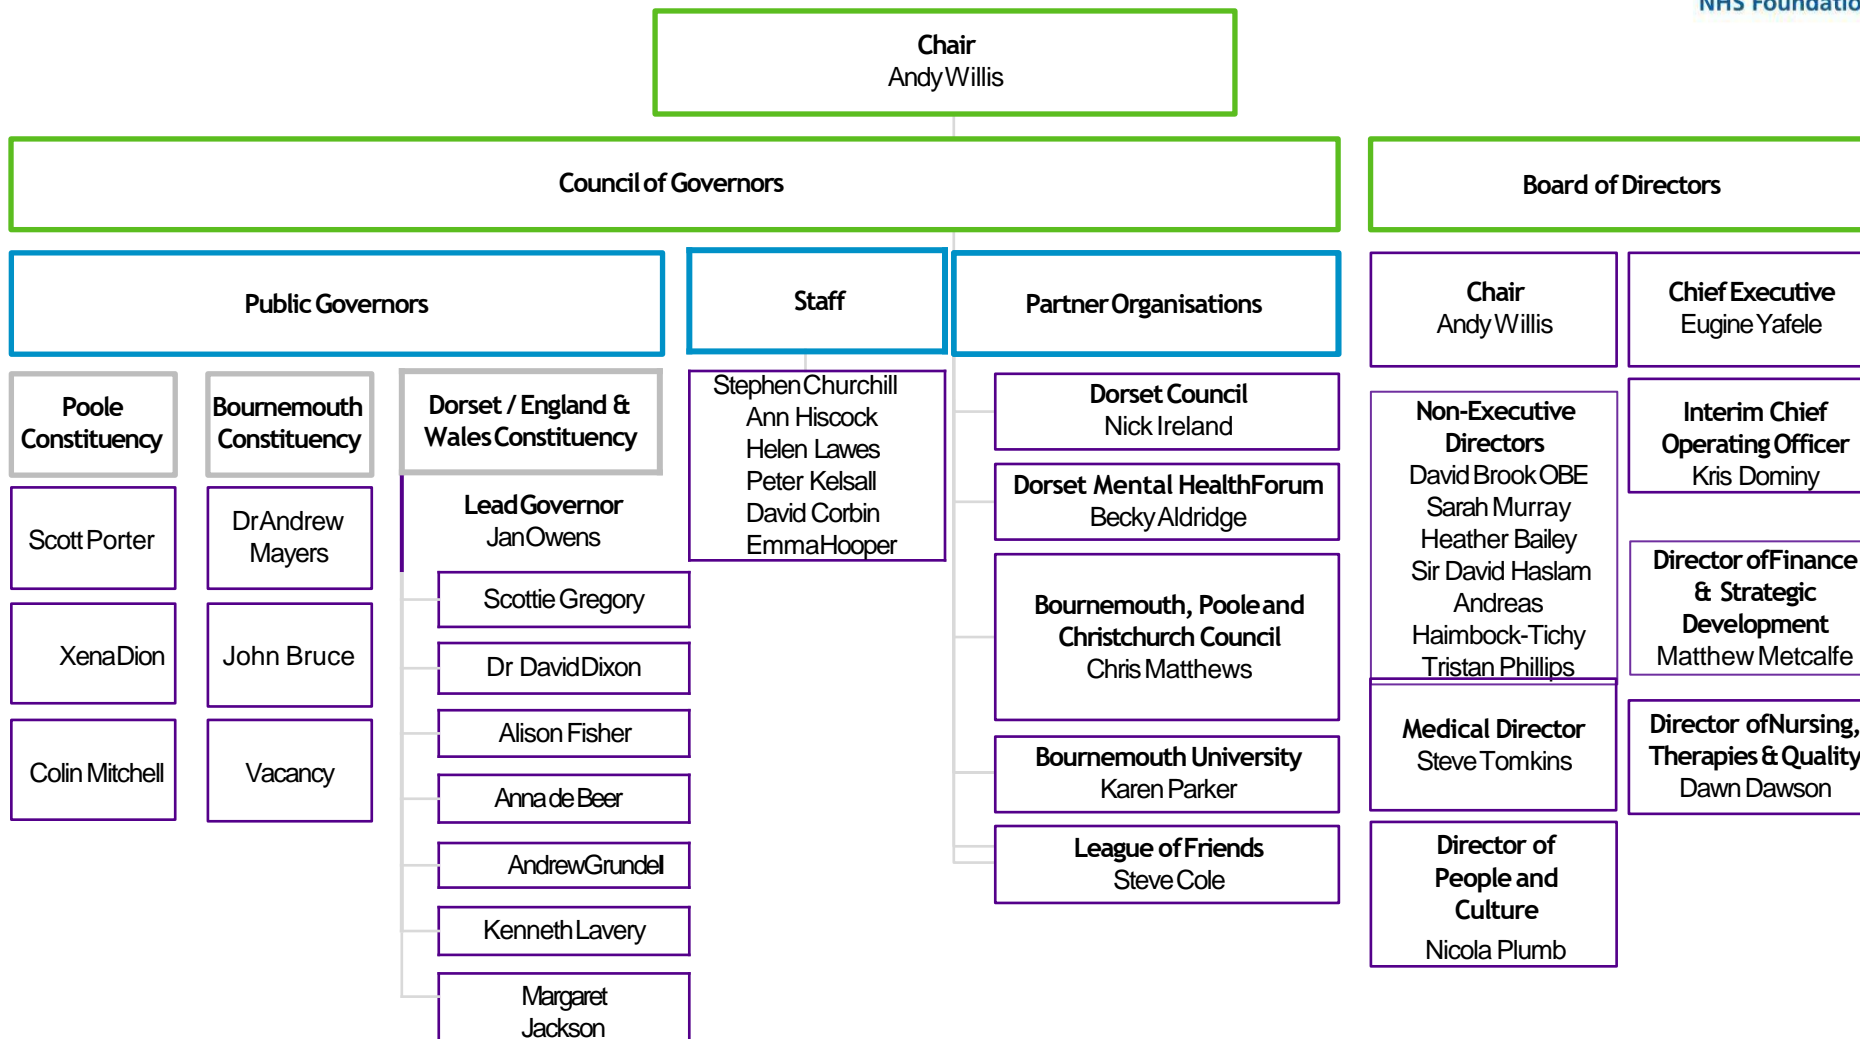 NHS Foundatio
Chair
Andy Willis
Council of Governors
Board of Directors
Public Governors
Staff
Partner Organisations
Chair
Andy Willis
Chief Executive
Eugine Yafele
Poole
Constituency
Bournemouth
Constituency
Dorset / England &
Wales Constituency
Scott Porter
Xena Dion
Colin Mitchell
Dr Andrew
Mayers
John Bruce
Vacancy
Lead Governor
Jan Owens
Scottie Gregory
Dr David Dixon
Alison Fisher
Anna de Beer
Andrew Grundell
Kenneth Lavery
Margaret
Jackson
Stephen Churchill
Ann Hiscock
Helen Lawes
Peter Kelsall
David Corbin
Emma Hooper
Dorset Council
Nick Ireland
Dorset Mental Health Forum
Becky Aldridge
Bournemouth, Poole and
Christchurch Council
Chris Matthews
Bournemouth University
Karen Parker
League of Friends
Steve Cole
Non-Executive
Directors
David Brook OBE
Sarah Murray
Heather Bailey
Sir David Haslam
Andreas
Haimbock-Tichy
Tristan Phillips
Medical Director
Steve Tomkins
Director of
People and
Culture
Nicola Plumb
Interim Chief
Operating Officer
Kris Dominy
Director of Finance
& Strategic
Development
Matthew Metcalfe
Director of Nursing,
Therapies & Quality
Dawn Dawson